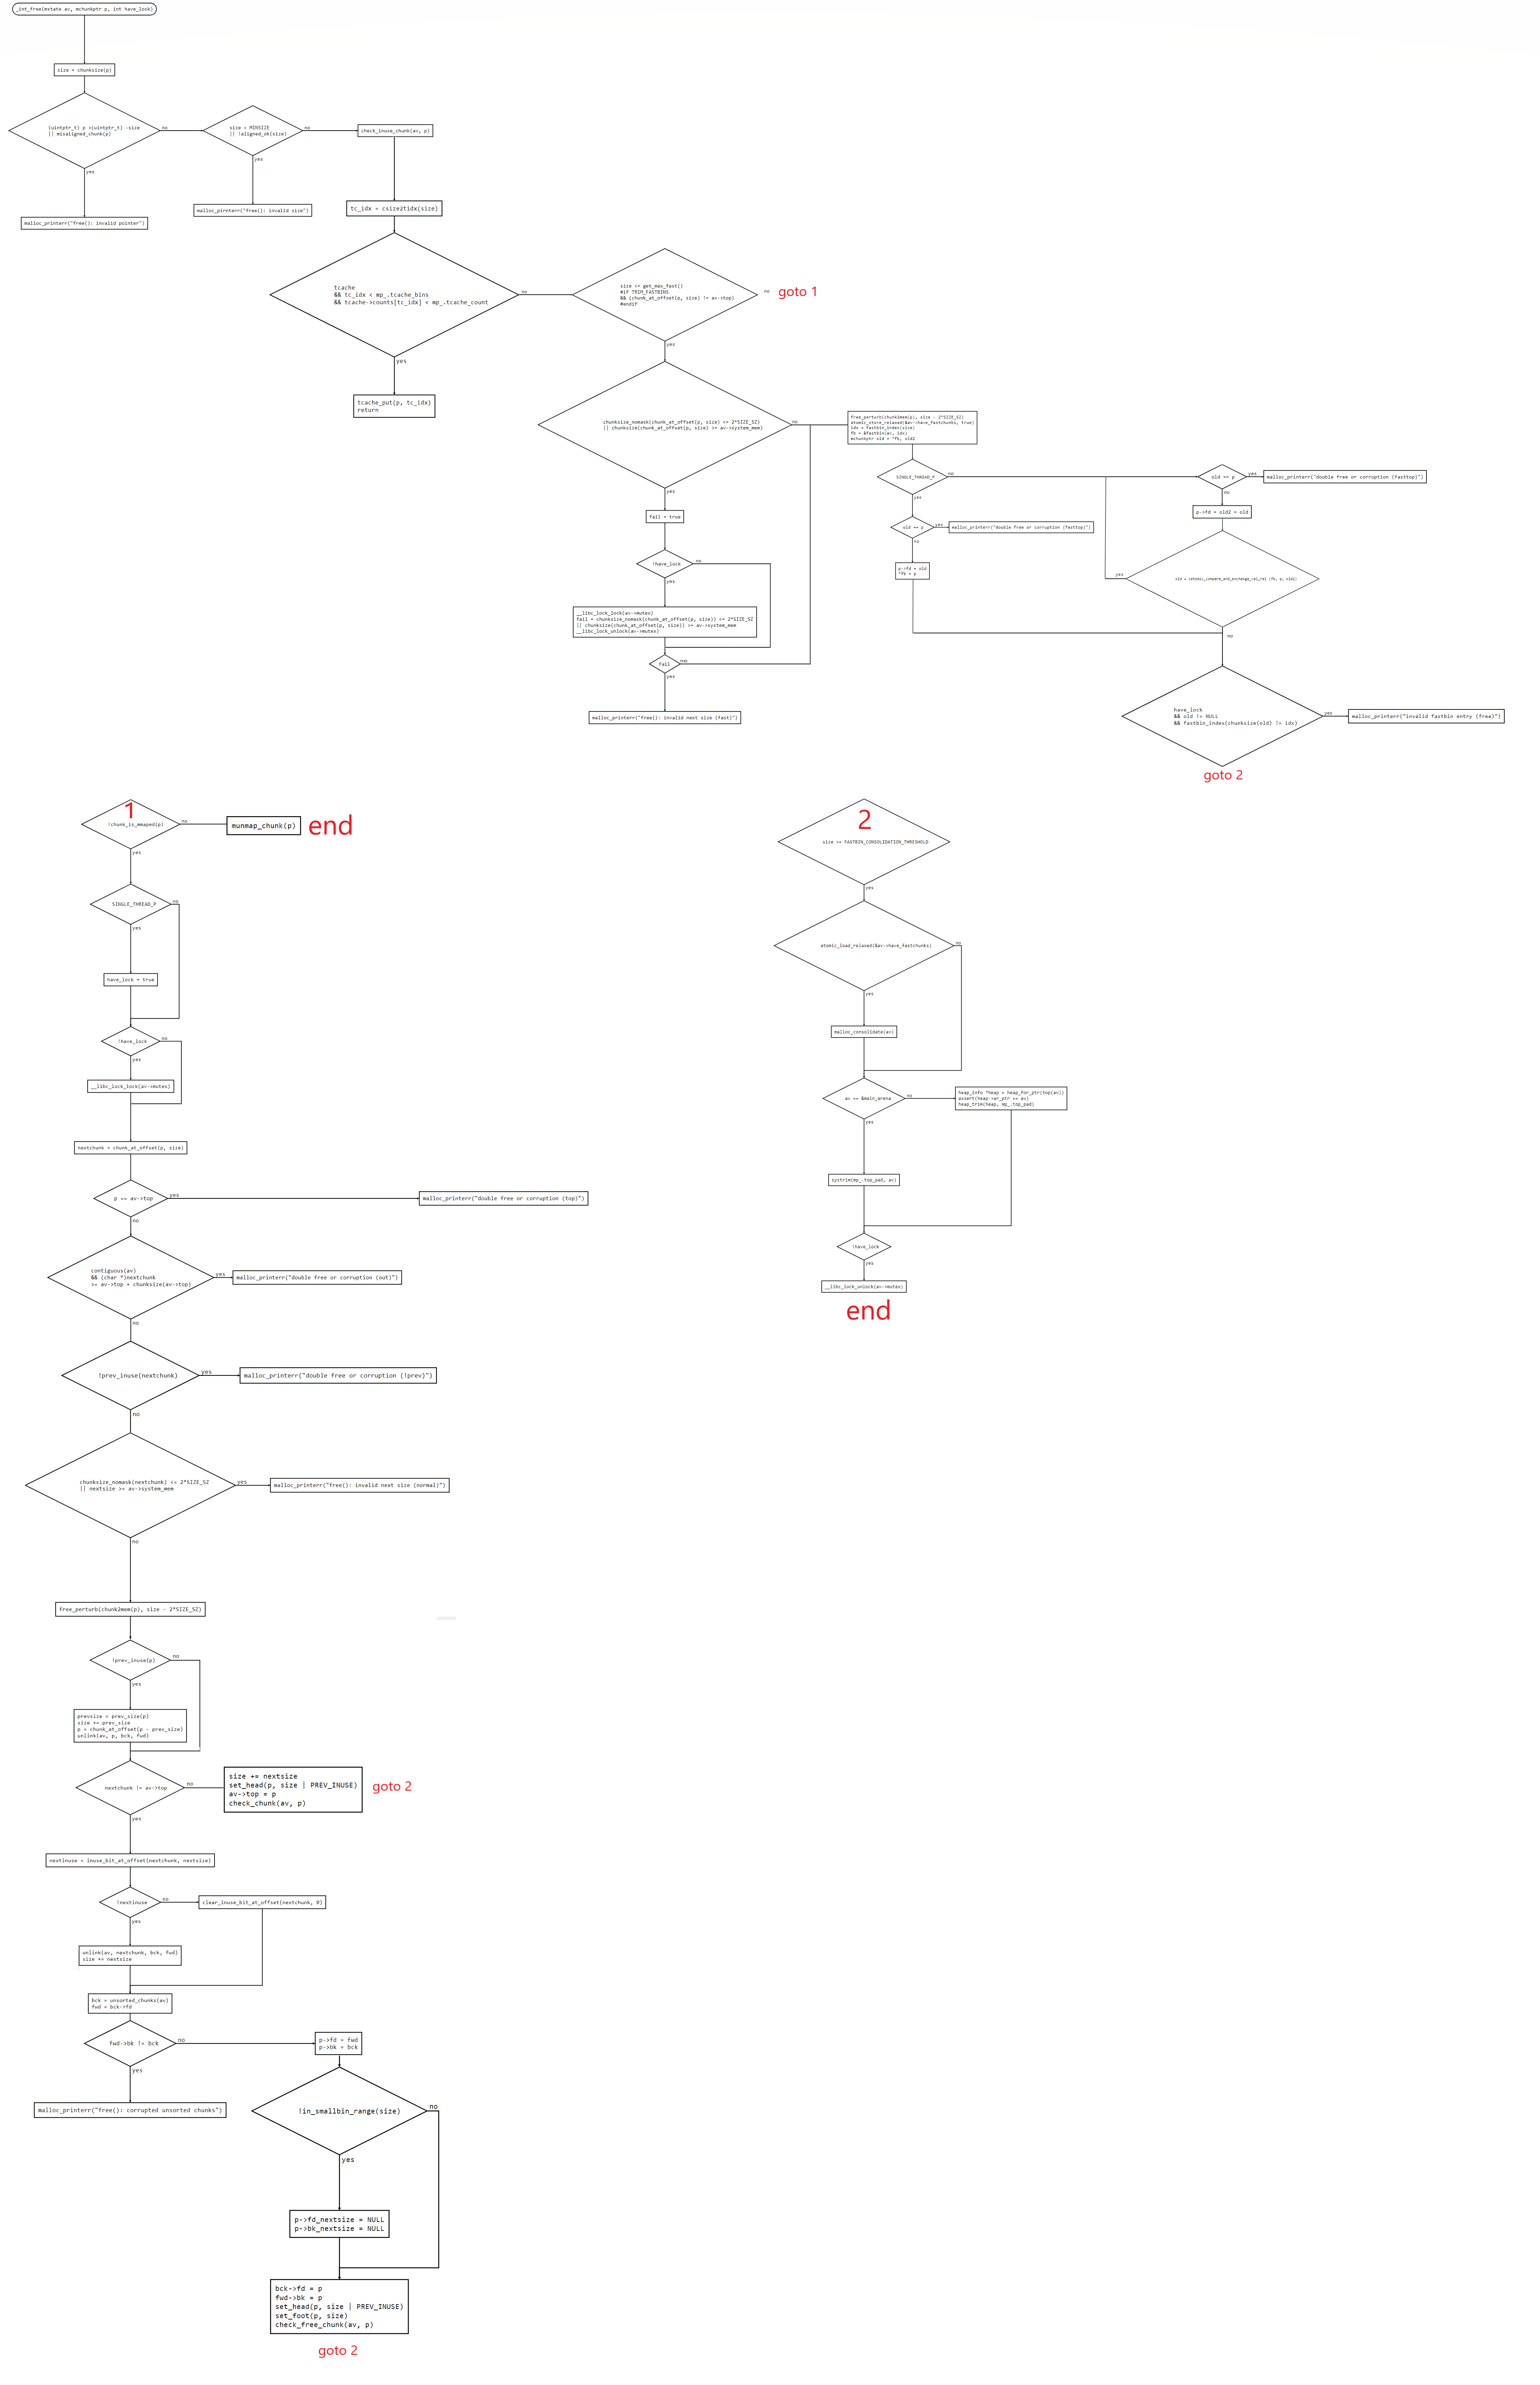 _int_free(mstate av, mchunkptr p, int have_lock)
size = chunksize(p)
(uintptr_t) p >(uintptr_t) -size
|| misaligned_chunk(p)
no
yes
malloc_printerr("free(): invalid pointer")
size < MINSIZE
|| !aligned_ok(size)
no
yes
malloc_pirnterr("free(): invalid size")
check_inuse_chunk(av, p)
tc_idx = csize2tidx(size)
tcache
&& tc_idx < mp_.tcache_bins
&& tcache->counts[tc_idx] < mp_.tcache_count
no
yes
tcache_put(p, tc_idx)
return
size <= get_max_fast()
#if TRIM_FASTBINS
&& (chunk_at_offset(p, size) != av->top)
#endif
no
goto 1
yes
chunksize_nomask(chunk_at_offset(p, size) <= 2*SIZE_SZ)
|| chunksize(chunk_at_offset(p, size) >= av->system_mem)
no
yes
fail = true
!have_lock
no
yes
__libc_lock_lock(av->mutex)
fail = chunksize_nomask(chunk_at_offset(p, size)) <= 2*SIZE_SZ
|| chunksize(chunk_at_offset(p, size)) >= av->system_mem
__libc_lock_unlock(av->mutex)
fail
no
yes
malloc_printerr("free(): invalid next size (fast)")
free_perturb(chunk2mem(p), size - 2*SIZE_SZ)
atomic_store_relaxed(&av->have_fastchunks, true)
idx = fastbin_index(size)
fb = &fastbin(av, idx)
mchunkptr old = *fb, old2
SINGLE_THREAD_P
no
yes
old == p
yes
malloc_printerr("double free or corruption (fasttop)")
no
p->fd = old
*fb = p
old == p
yes
malloc_printerr("double free or corruption (fasttop)")
no
p->fd = old2 = old
old = catomic_compare_and_exchange_val_rel (fb, p, old2)
yes
no
have_lock
&& old != NULL
&& fastbin_index(chunksize(old) != idx)
yes
malloc_printerr("invalid fastbin entry (free)")
goto 2
1
!chunk_is_mmaped(p)
no
munmap_chunk(p)
end
yes
SINGLE_THREAD_P
no
yes
have_lock = true
!have_lock
no
yes
__libc_lock_lock(av->mutex)
nextchunk = chunk_at_offset(p, size)
p == av->top
yes
malloc_printerr("double free or corruption (top)")
no
contiguous(av)
&& (char *)nextchunk
>= av->top + chunksize(av->top)
yes
malloc_printerr("double free or corruption (out)")
no
!prev_inuse(nextchunk)
yes
malloc_printerr("double free or corruption (!prev)")
no
chunksize_nomask(nextchunk) <= 2*SIZE_SZ
|| nextsize >= av->system_mem
yes
malloc_printerr("free(): invalid next size (normal)")
no
free_perturb(chunk2mem(p), size - 2*SIZE_SZ)
!prev_inuse(p)
no
yes
prevsize = prev_size(p)
size += prev_size
p = chunk_at_offset(p - prev_size)
unlink(av, p, bck, fwd)
nextchunk != av->top
no
size += nextsize
set_head(p, size | PREV_INUSE)
av->top = p
check_chunk(av, p)
goto 2
yes
nextinuse = inuse_bit_at_offset(nextchunk, nextsize)
!nextinuse
no
clear_inuse_bit_at_offset(nextchunk, 0)
yes
unlink(av, nextchunk, bck, fwd)
size += nextsize
bck = unsorted_chunks(av)
fwd = bck->fd
fwd->bk != bck
no
yes
malloc_printerr("free(): corrupted unsorted chunks")
p->fd = fwd
p->bk = bck
!in_smallbin_range(size)
no
yes
p->fd_nextsize = NULL
p->bk_nextsize = NULL
bck->fd = p
fwd->bk = p
set_head(p, size | PREV_INUSE)
set_foot(p, size)
check_free_chunk(av, p)
goto 2
2
size >= FASTBIN_CONSOLIDATION_THRESHOLD
yes
atomic_load_relaxed(&av->have_fastchunks)
no
yes
malloc_consolidate(av)
av == &main_arena
no
heap_info *heap = heap_for_ptr(top(av))
assert(heap->ar_ptr == av)
heap_trim(heap, mp_.top_pad)
yes
systrim(mp_.top_pad, av)
!have_lock
yes
__libc_lock_unlock(av->mutex)
end